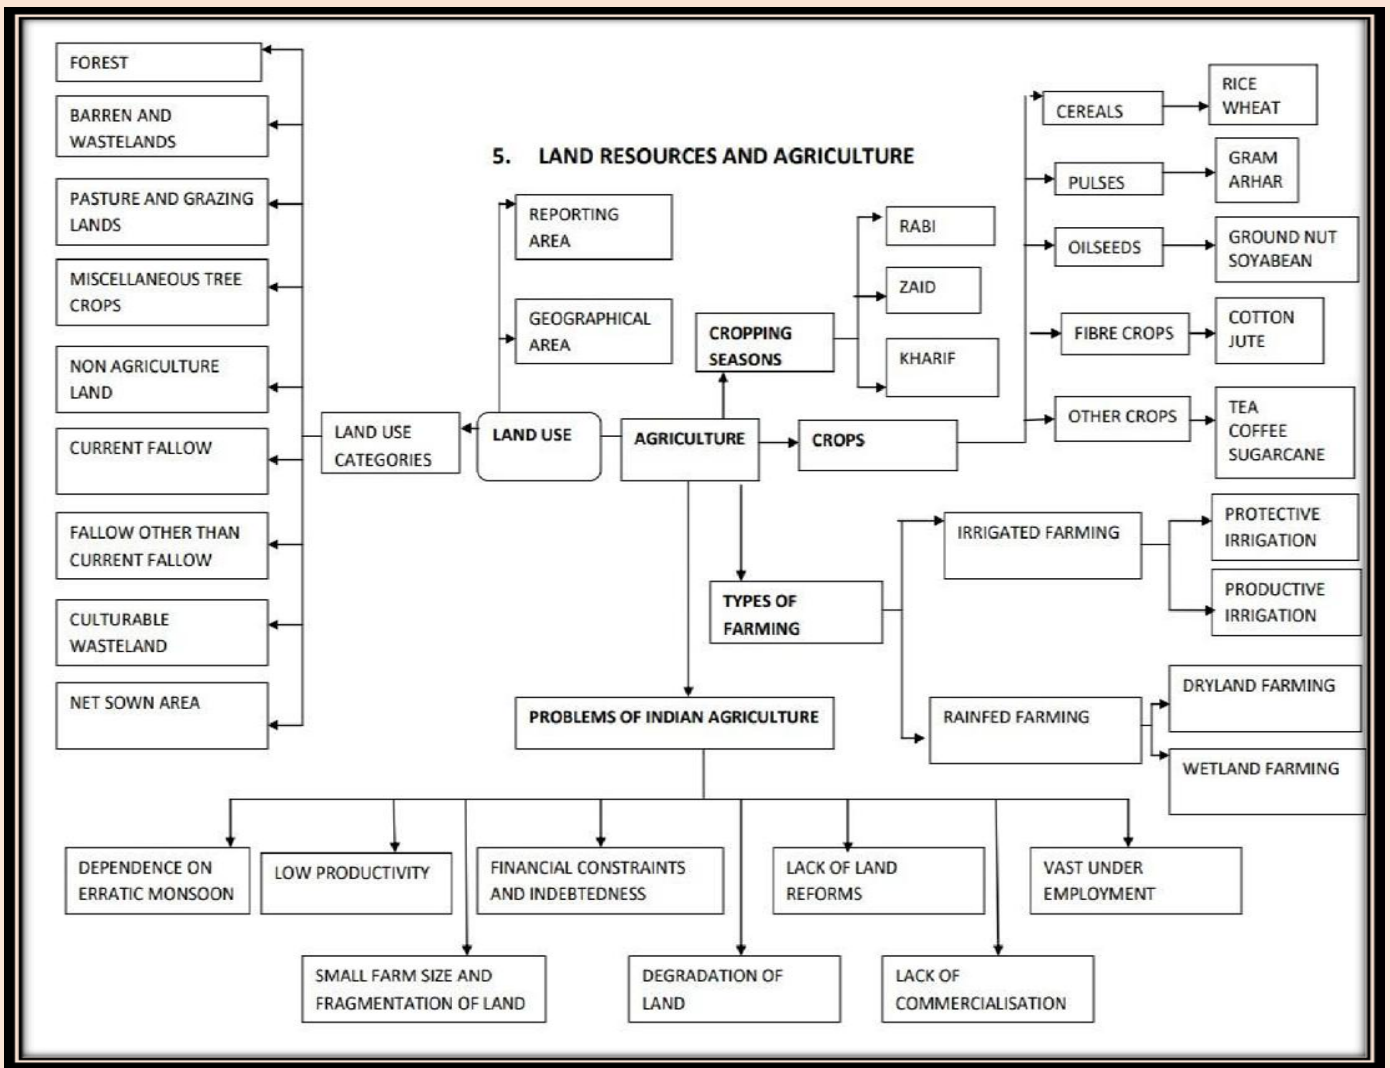 5. LAND RESOURCES AND AGRICULTURE
FOREST
BARREN AND
WASTELANDS
PASTURE AND GRAZING
LANDS
MISCELLANEOUS TREE
CROPS
NON AGRICULTURE
LAND
CURRENT FALLOW
FALLOW OTHER THAN
CURRENT FALLOW
CULTURABLE
WASTELAND
NET SOWN AREA
LAND USE
CATEGORIES
REPORTING
AREA
GEOGRAPHICAL
AREA
LAND USE
AGRICULTURE
CROPPING
SEASONS
RABI
ZAID
KHARIF
CROPS
CEREALS
RICE
WHEAT
PULSES
GRAM
ARHAR
OILSEEDS
GROUND NUT
SOYABEAN
FIBRE CROPS
COTTON
JUTE
OTHER CROPS
TEA
COFFEE
SUGARCANE
TYPES OF
FARMING
IRRIGATED FARMING
PROTECTIVE
IRRIGATION
PRODUCTIVE
IRRIGATION
RAINFED FARMING
DRYLAND FARMING
WETLAND FARMING
PROBLEMS OF INDIAN AGRICULTURE
DEPENDENCE ON
ERRATIC MONSOON
LOW PRODUCTIVITY
FINANCIAL CONSTRAINTS
AND INDEBTEDNESS
LACK OF LAND
REFORMS
VAST UNDER
EMPLOYMENT
SMALL FARM SIZE AND
FRAGMENTATION OF LAND
DEGRADATION OF
LAND
LACK OF
COMMERCIALISATION